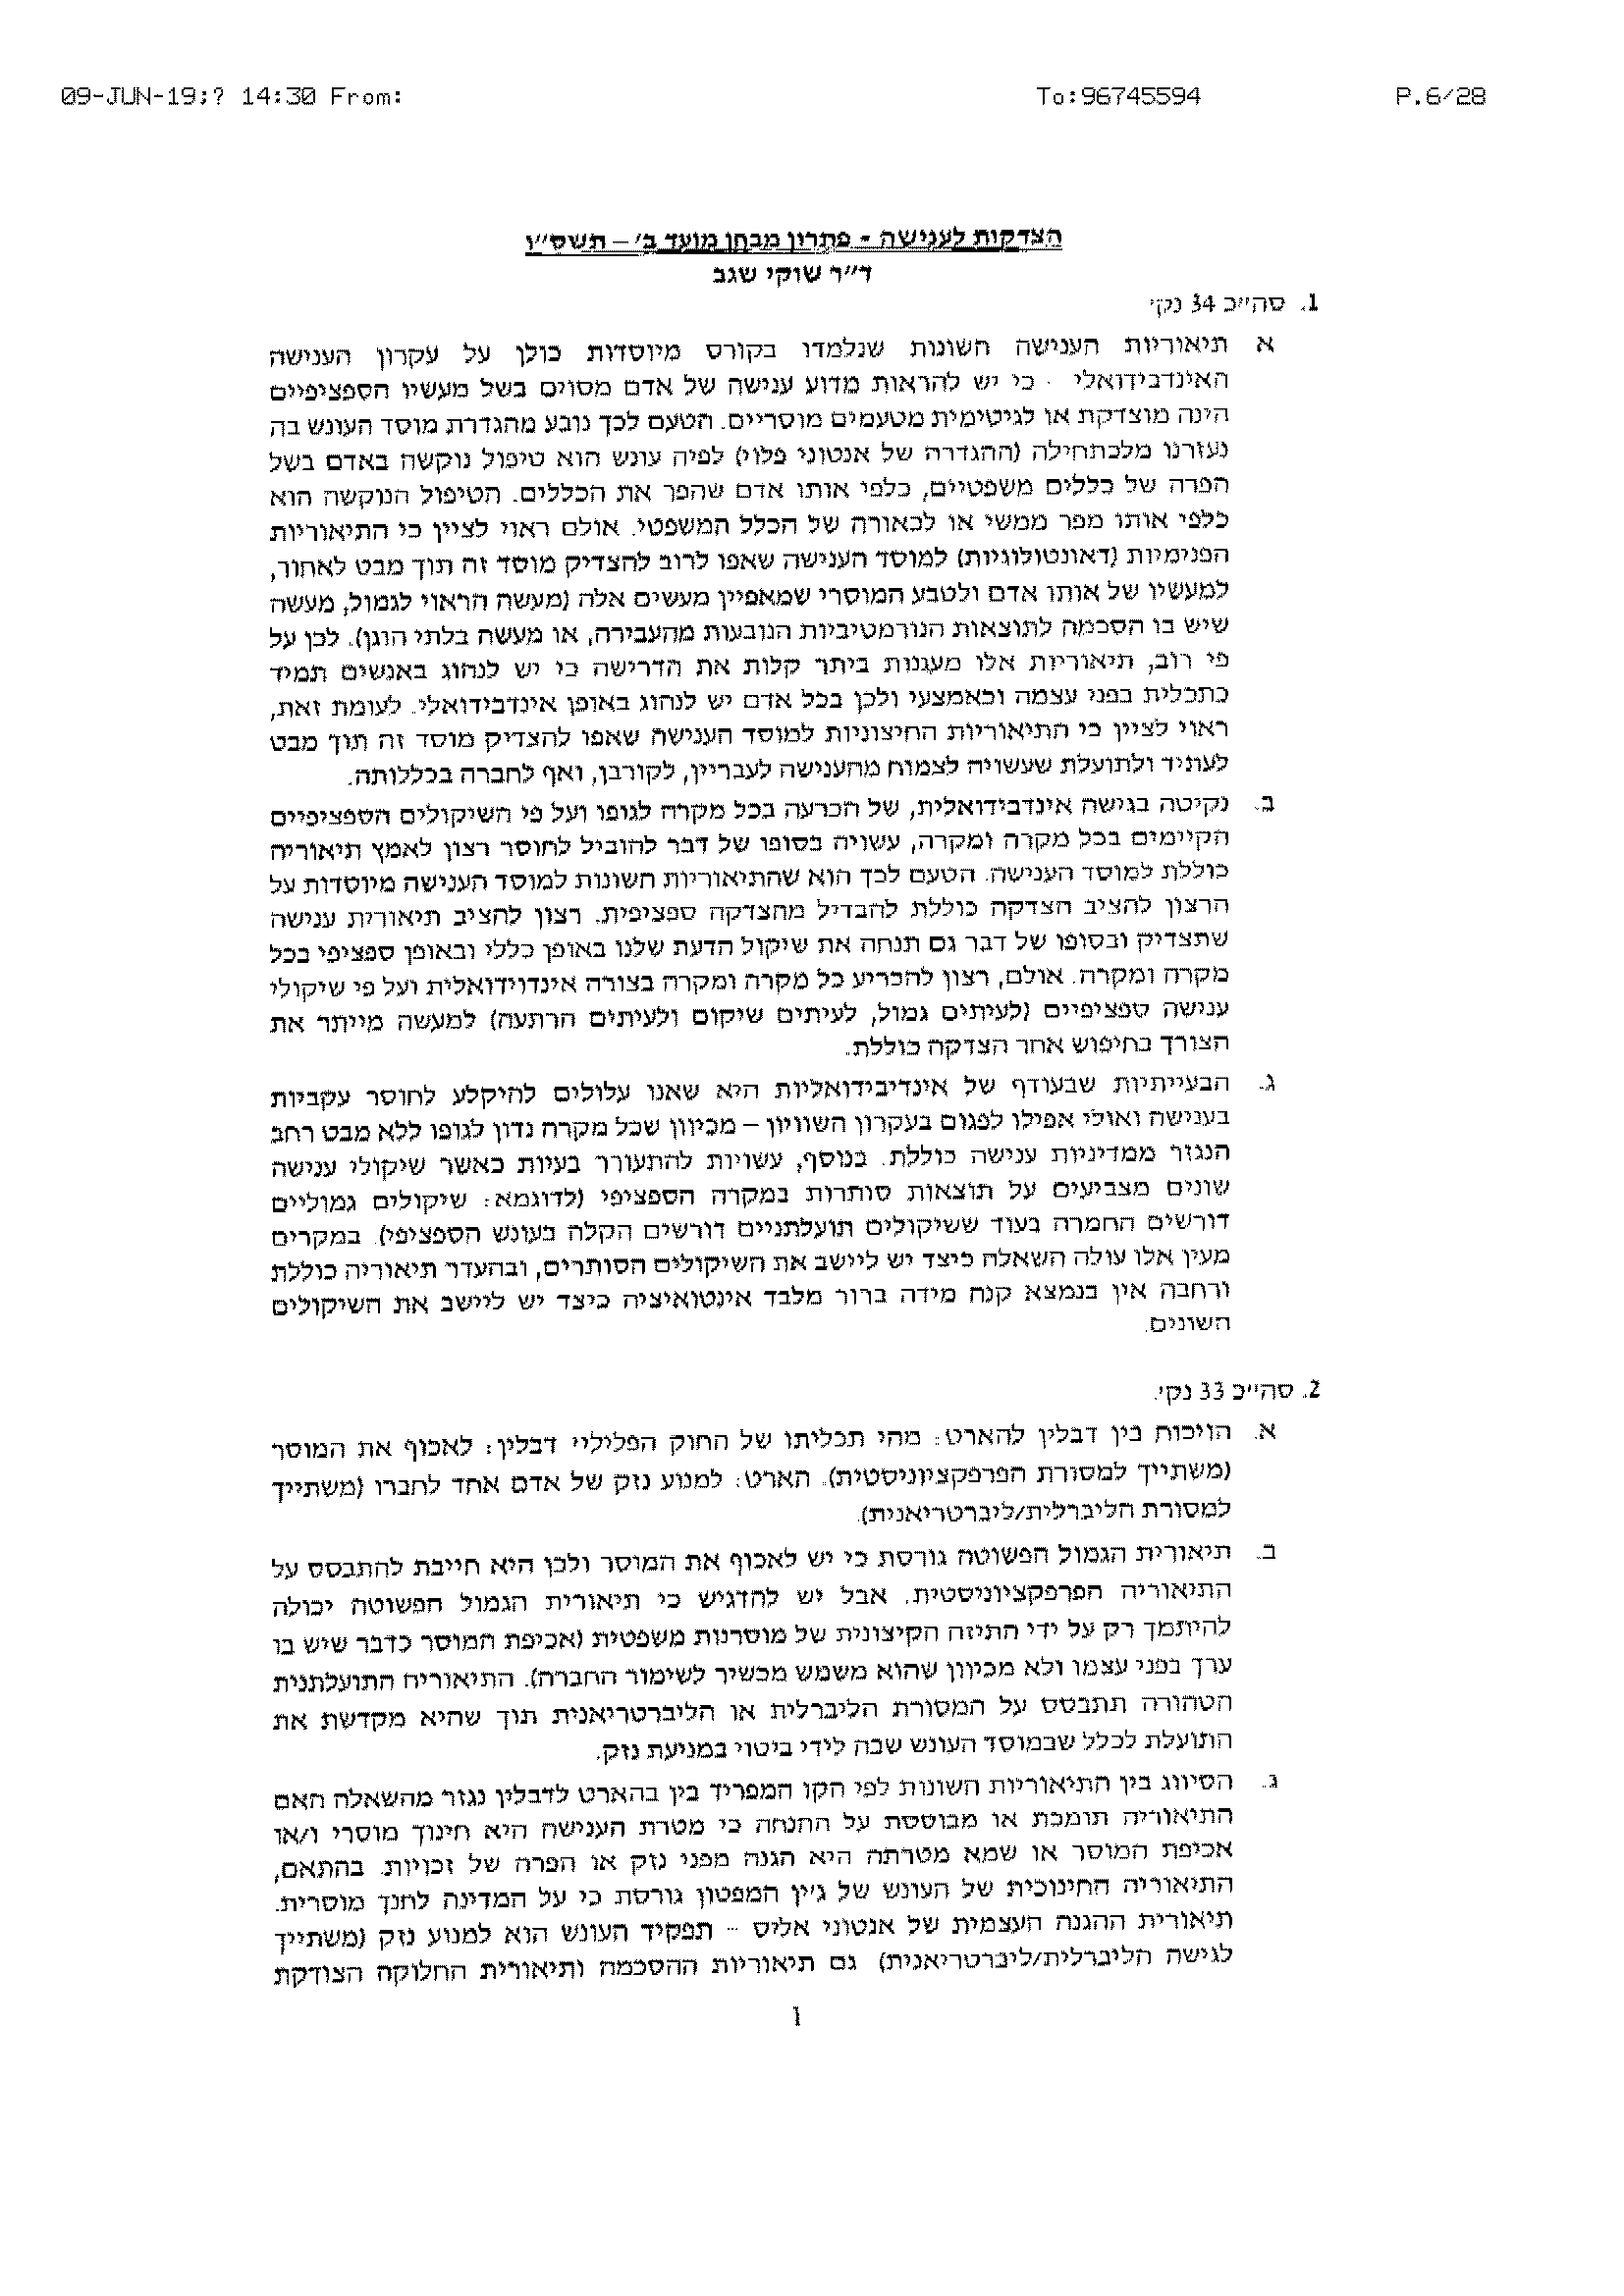 09-JUN-19;? 14:30 From: To:96745594 P.6/28
הצדקות לענישה - פתרון מבחן מועד ב' – תשס"ו
ד"ר שוקי שגב
1. סה"כ 34 נק'
א תיאוריות הענישה השונות שנלמדו בקורס מיוסדות כולן על עקרון הענישה
האינדבידואלי - כי יש להראות מדוע ענישה של אדם מסוים בשל מעשיו הספציפיים
הינה מוצדקת או לגיטימית מטעמים מוסריים. הטעם לכך נובע מהגדרת מוסד העונש בה
נעזרנו מלכתחילה (ההגדרה של אנטוני פלוי) לפיה עונש הוא טיפול נוקשה באדם בשל
הפרה של כללים משפטיים, כלפי אותו אדם שהפר את הכללים. הטיפול הנוקשה הוא
כלפי אותו מפר ממשי או לכאורה של הכלל המשפטי. אולם ראוי לציין כי התיאוריות
הפנימיות (דאונטולוגיות) למוסד הענישה שאפו לרוב להצדיק מוסד זה תוך מבט לאחור,
למעשיו של אותו אדם ולטבע המוסרי שמאפיין מעשים אלה (מעשה הראוי לגמול, מעשה
שיש בו הסכמה לתוצאות הנורמטיביות הנובעות מהעבירה, או מעשה בלתי הוגן). לכן על
פי רוב, תיאוריות אלו מעגנות ביתר קלות את הדרישה כי יש לנהוג באנשים תמיד
כתכלית בפני עצמה וכאמצעי ולכן בכל אדם יש לנהוג באופן אינדבידואלי. לעומת זאת,
ראוי לציין כי התיאוריות החיצוניות למוסד הענישה שאפו להצדיק מוסד זה תוך מבט
לעתיד ולתועלת שעשויה לצמוח מהענישה לעבריין, לקורבן, ואף לחברה בכללותה.
ב. נקיטה בגישה אינדבידואלית, של הכרעה בכל מקרה לגופו ועל פי השיקולים הספציפיים
הקיימים בכל מקרה ומקרה, עשויה בסופו של דבר להוביל לחוסר רצון לאמץ תיאוריה
כוללת למוסד הענישה. הטעם לכך הוא שהתיאוריות השונות למוסד הענישה מיוסדות על
הרצון להציב הצדקה כוללת להבדיל מהצדקה ספציפית. רצון להציב תיאורית ענישה
שתצדיק ובסופו של דבר גם תנחה את שיקול הדעת שלנו באופן כללי ובאופן ספציפי בכל
מקרה ומקרה. אולם, רצון להכריע כל מקרה ומקרה בצורה אינדוידואלית ועל פי שיקולי
ענישה ספציפיים (לעיתים גמול, לעיתים שיקום ולעיתים הרתעה) למעשה מייתר את
הצורך בחיפוש אחר הצדקה כוללת.
ג. הבעייתיות שבעודף של אינדיבידואליות היא שאנו עלולים להיקלע לחוסר עקביות
בענישה ואולי אפילו לפגום בעקרון השוויון – מכיוון שכל מקרה נדון לגופו ללא מבט רחב
הנגזר ממדיניות ענישה כוללת. בנוסף, עשויות להתעורר בעיות כאשר שיקולי ענישה
שונים מצביעים על תוצאות סותרות במקרה הספציפי (לדוגמא: שיקולים גמוליים
דורשים החמרה בעוד ששיקולים תועלתניים דורשים הקלה בעונש הספציפי). במקרים
מעין אלו עולה השאלה כיצד יש ליישב את השיקולים הסותרים, ובהעדר תיאוריה כוללת
ורחבה אין בנמצא קנה מידה ברור מלבד אינטואיציה כיצד יש ליישב את השיקולים
השונים.
2. סה"כ 33 נק'.
א. הויכוח בין דבלין להארט: מהי תכליתו של החוק הפלילי? דבלין: לאכוף את המוסר
(משתייך למסורת הפרפקציוניסטית). הארט: למנוע נזק של אדם אחד לחברו (משתייך
למסורת הליברלית/ליברטריאנית).
ב. תיאורית הגמול הפשוטה גורסת כי יש לאכוף את המוסר ולכן היא חייבת להתבסס על
התיאוריה הפרפקציוניסטית. אבל יש להדגיש כי תיאורית הגמול הפשוטה יכולה
להיתמך רק על ידי התיזה הקיצונית של מוסרנות משפטית (אכיפת המוסר כדבר שיש בו
ערך בפני עצמו ולא מכיוון שהוא משמש מכשיר לשימור החברה). התיאוריה התועלתנית
הטהורה תתבסס על המסורת הליברלית או הליברטריאנית תוך שהיא מקדשת את
התועלת לכלל שבמוסד העונש שבה לידי ביטוי במניעת נזק.
ג. הסיווג בין התיאוריות השונות לפי הקו המפריד בין בהארט לדבלין נגזר מהשאלה האם
התיאוריה תומכת או מבוססת על ההנחה כי מטרת הענישה היא חינוך מוסרי ו/או
אכיפת המוסר או שמא מטרתה היא הגנה מפני נזק או הפרה של זכויות. בהתאם,
התיאוריה החינוכית של העונש של ג'ין המפטון גורסת כי על המדינה לחנך מוסרית.
תיאורית ההגנה העצמית של אנטוני אליס – תפקיד העונש הוא למנוע נזק (משתייך
לגישה הליברלית/ליברטריאנית) גם תיאוריות ההסכמה ותיאורית החלוקה הצודקת
1